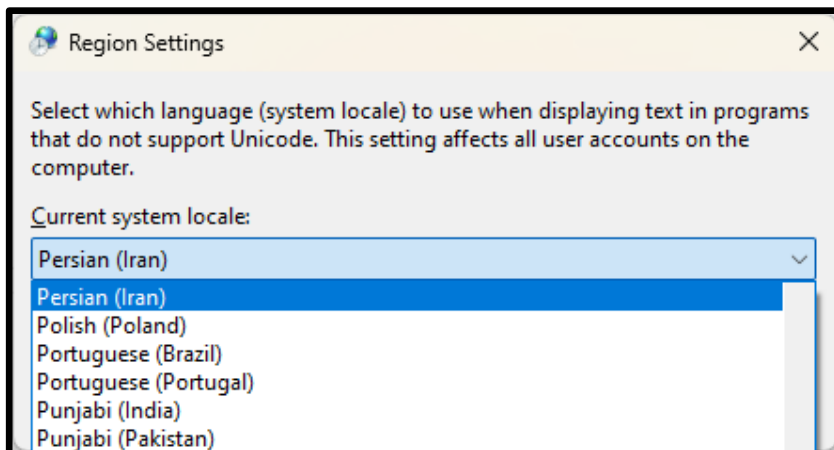 Region Settings
Select which language (system locale) to use when displaying text in programs
that do not support Unicode. This setting affects all user accounts on the
computer.
Current system locale:
Persian (Iran)
Persian (Iran)
Polish (Poland)
Portuguese (Brazil)
Portuguese (Portugal)
Punjabi (India)
Punjabi (Pakistan)